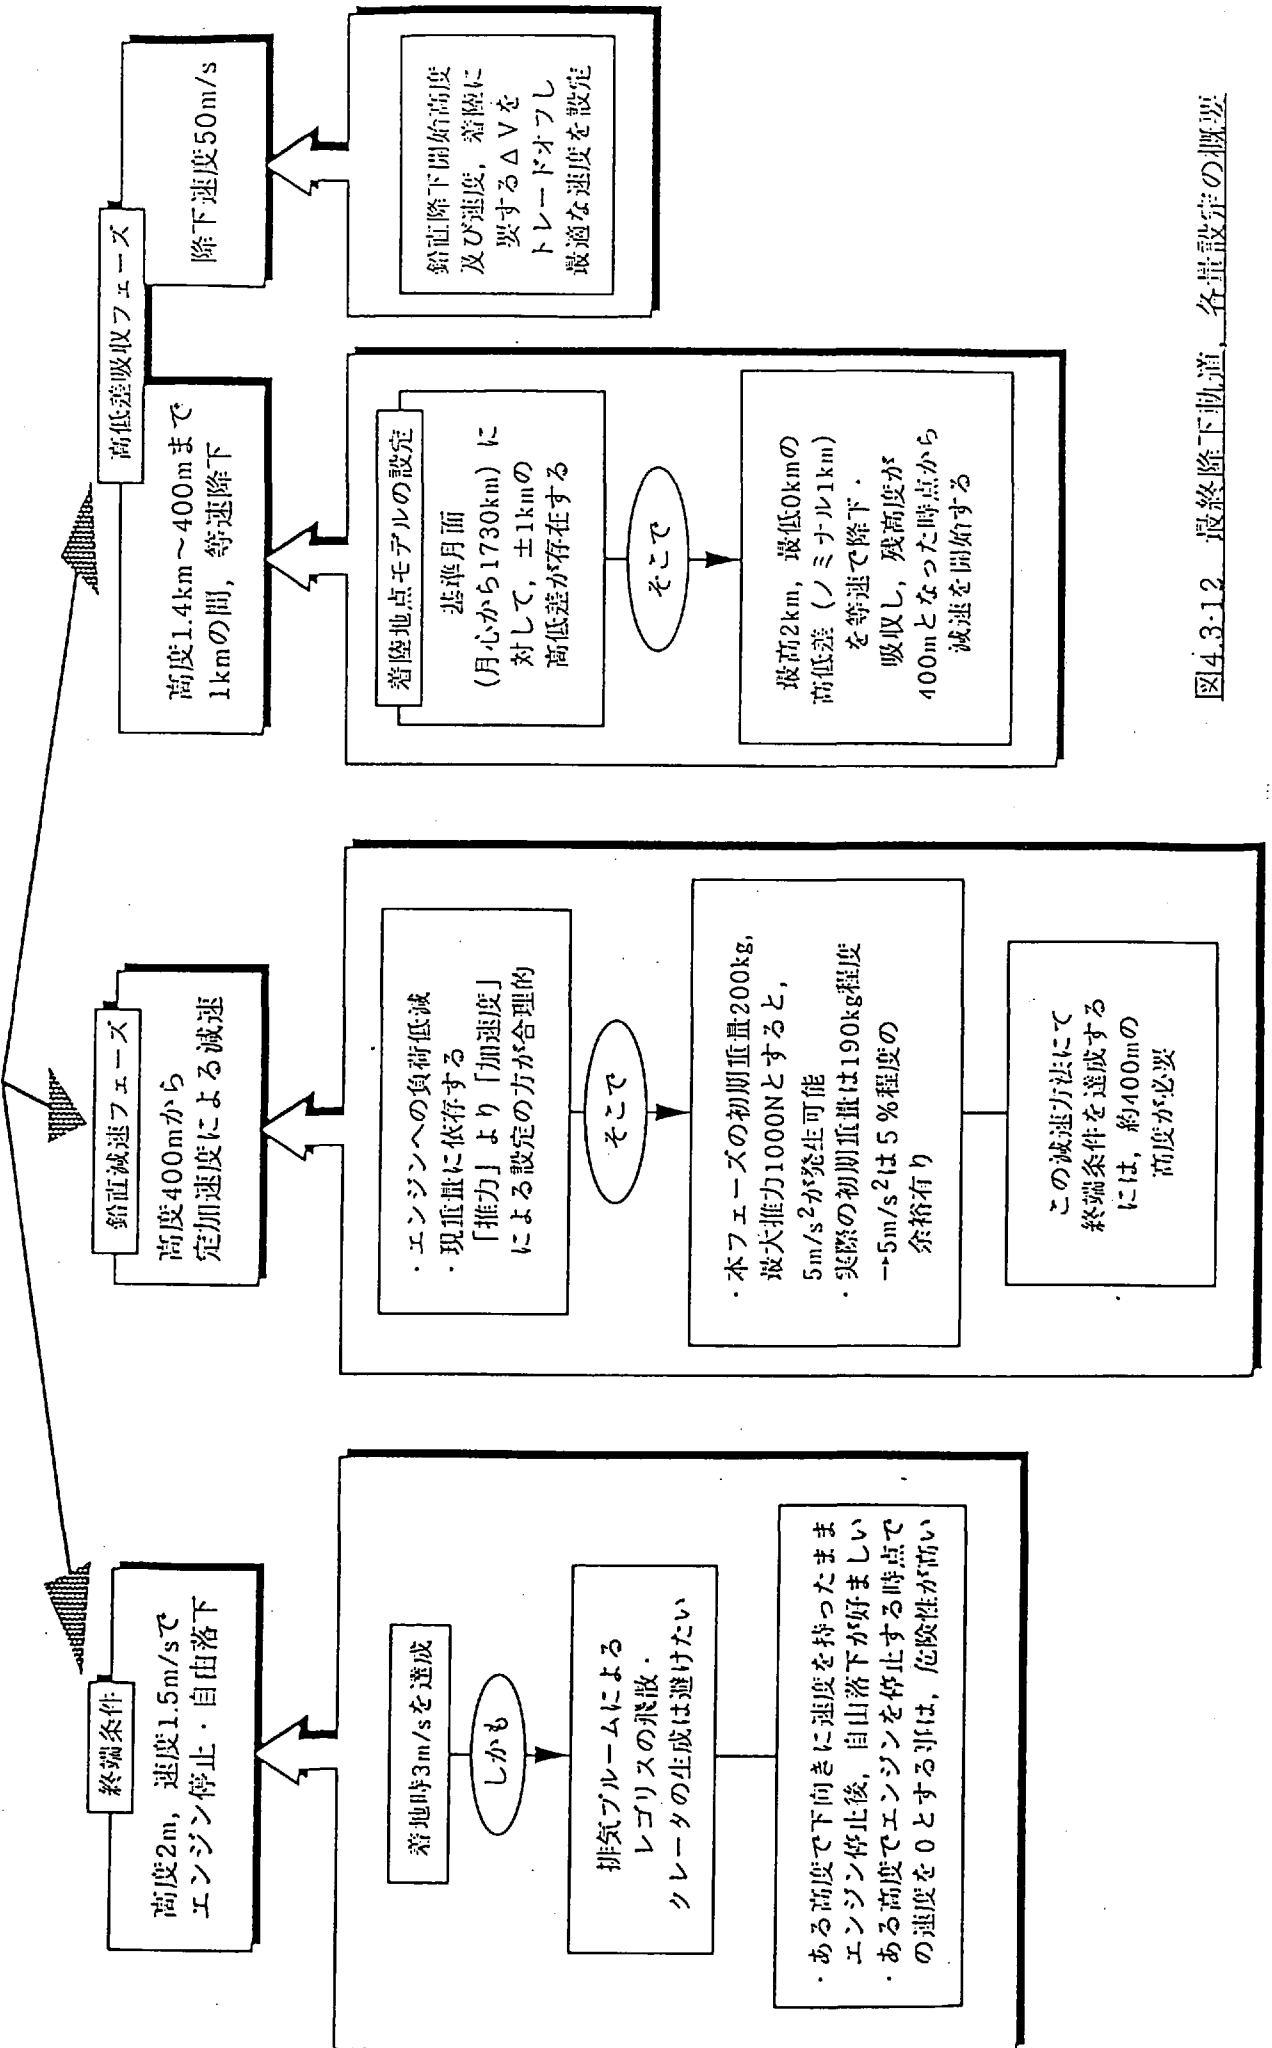 終端条件
高度2m，速度1.5m/sで
エンジン停止・自由落下
着地時3m/sを達成
しかも
排気プルームによる
レゴリスの飛散・
クレータの生成は避けたい
・ある高度で下向きに速度を持ったまま
エンジン停止後，自由落下が好ましい
・ある高度でエンジンを停止する時点で
の速度を0とする事は，危険性が高い
鉛直減速フェーズ
高度400mから
定加速度による減速
・エンジンへの負荷低減
・現重量に依存する
「推力」より「加速度」
による設定の方が合理的
そこで
・本フェーズの初期重量200kg，
最大推力1000Nとすると，
5m/s²が発生可能
・実際の初期重量は190kg程度
→5m/s²は5％程度の
余裕有り
この減速方法にて
終端条件を達成する
には，約400mの
高度が必要
高低差吸収フェーズ
高度1.4km～400mまで
1kmの間，等速降下
着陸地点モデルの設定
基準月面
(月心から1730km) に
対して，±1kmの
高低差が存在する
そこで
最高2km，最低0kmの
高低差 (ノミナル1km)
を等速で降下・
吸収し，残高度が
400mとなった時点から
減速を開始する
降下速度50m/s
鉛直降下開始高度
及び速度，着陸に
要するΔVを
トレードオフし
最適な速度を設定
図4.3-12 最終降下軌道，各量設定の概要